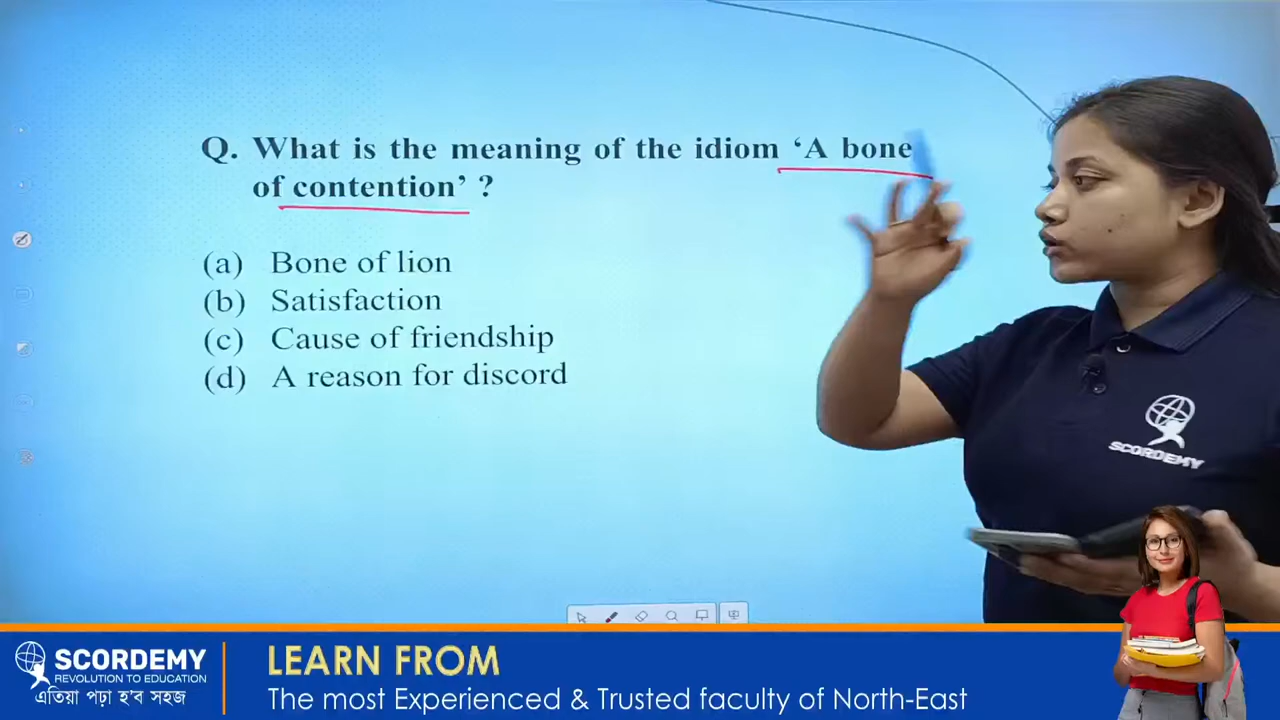 Q. What is the meaning of the idiom ‘A bone
of contention’ ?
(a) Bone of lion
(b) Satisfaction
(c) Cause of friendship
(d) A reason for discord
SCORDEMY
SCORDEMY
REVOLUTION TO EDUCATION
এতিয়া পঢ়া হ'ব সহজ
LEARN FROM
The most Experienced & Trusted faculty of North-East